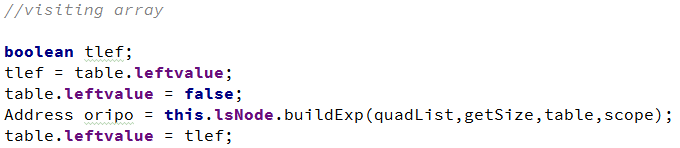 //visiting array
boolean tlef;
tlef = table.leftvalue;
table.leftvalue = false;
Address oripo = this.lsNode.buildExp(quadList,getSize,table,scope);
table.leftvalue = tlef;